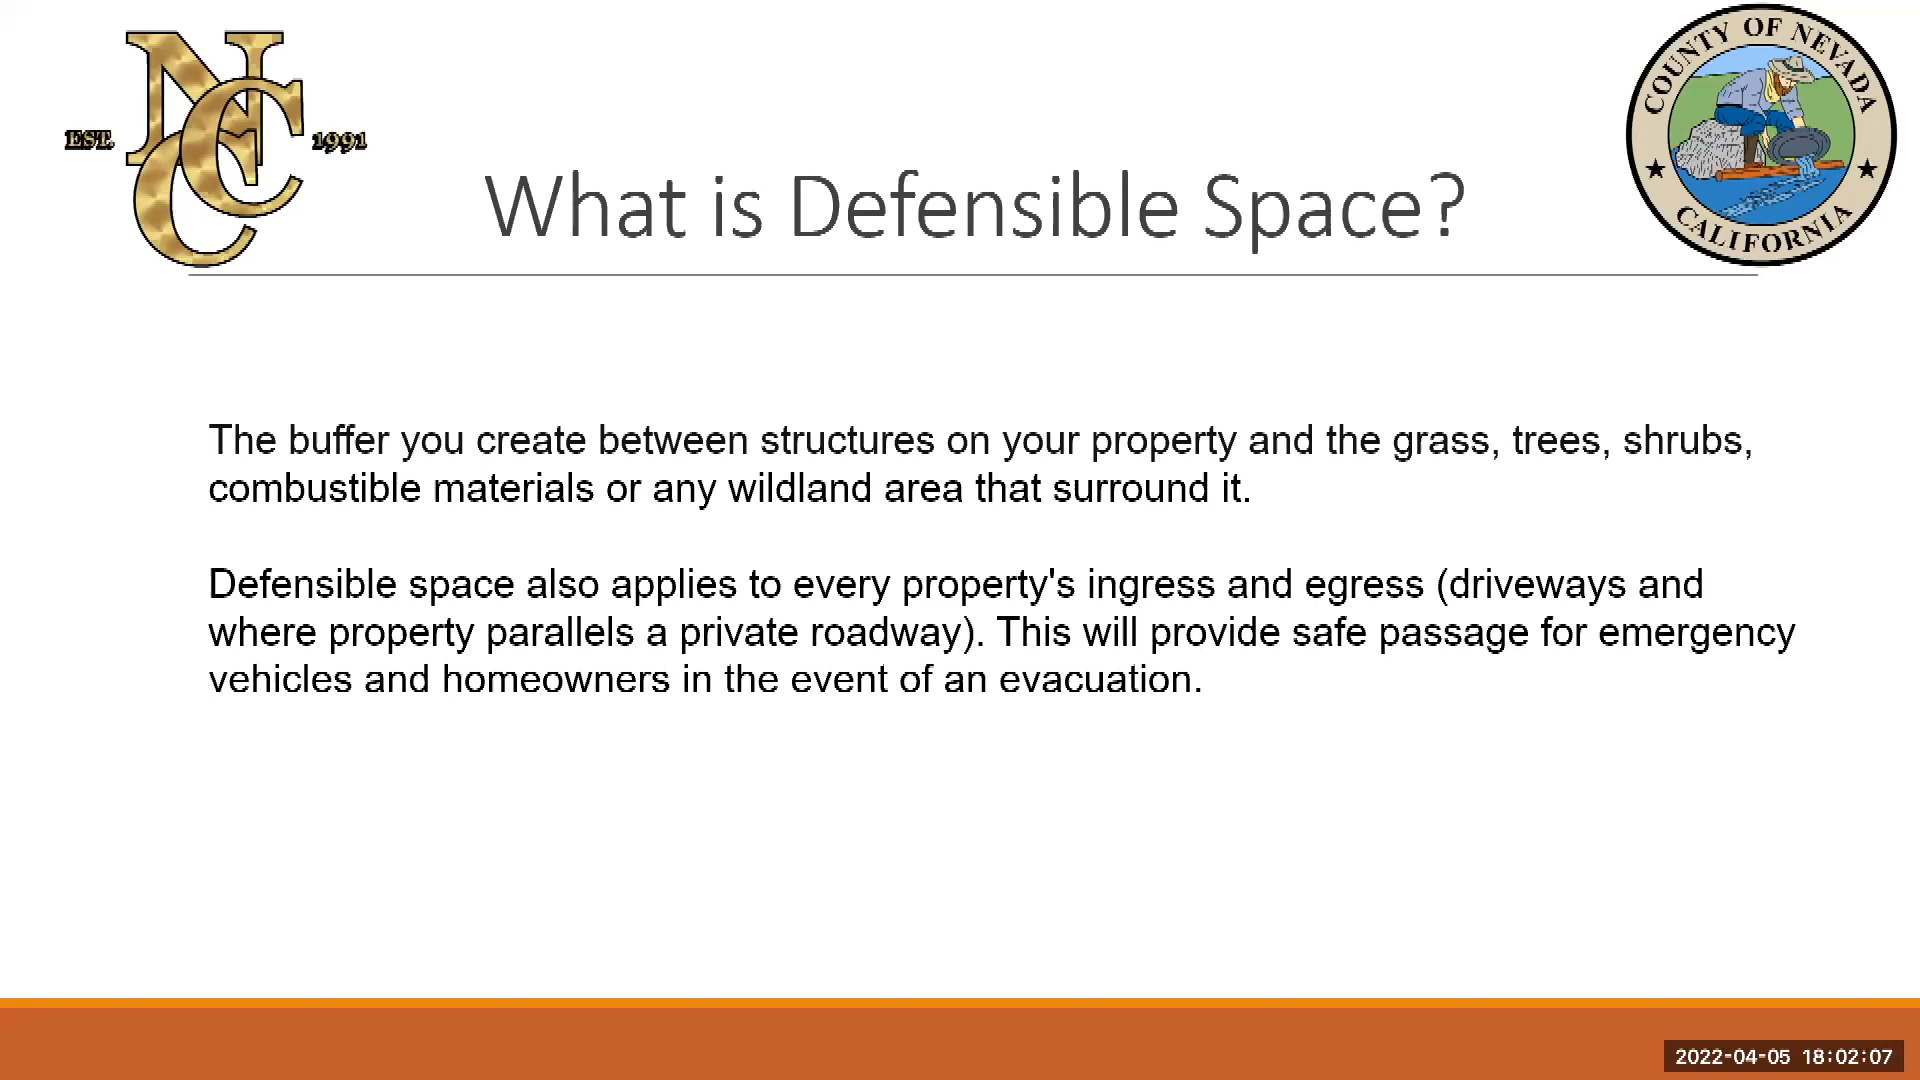 NCC
EST. 1991
COUNTY OF NEVADA
CALIFORNIA
What is Defensible Space?
The buffer you create between structures on your property and the grass, trees, shrubs,
combustible materials or any wildland area that surround it.
Defensible space also applies to every property's ingress and egress (driveways and
where property parallels a private roadway). This will provide safe passage for emergency
vehicles and homeowners in the event of an evacuation.
2022-04-05 18:02:07